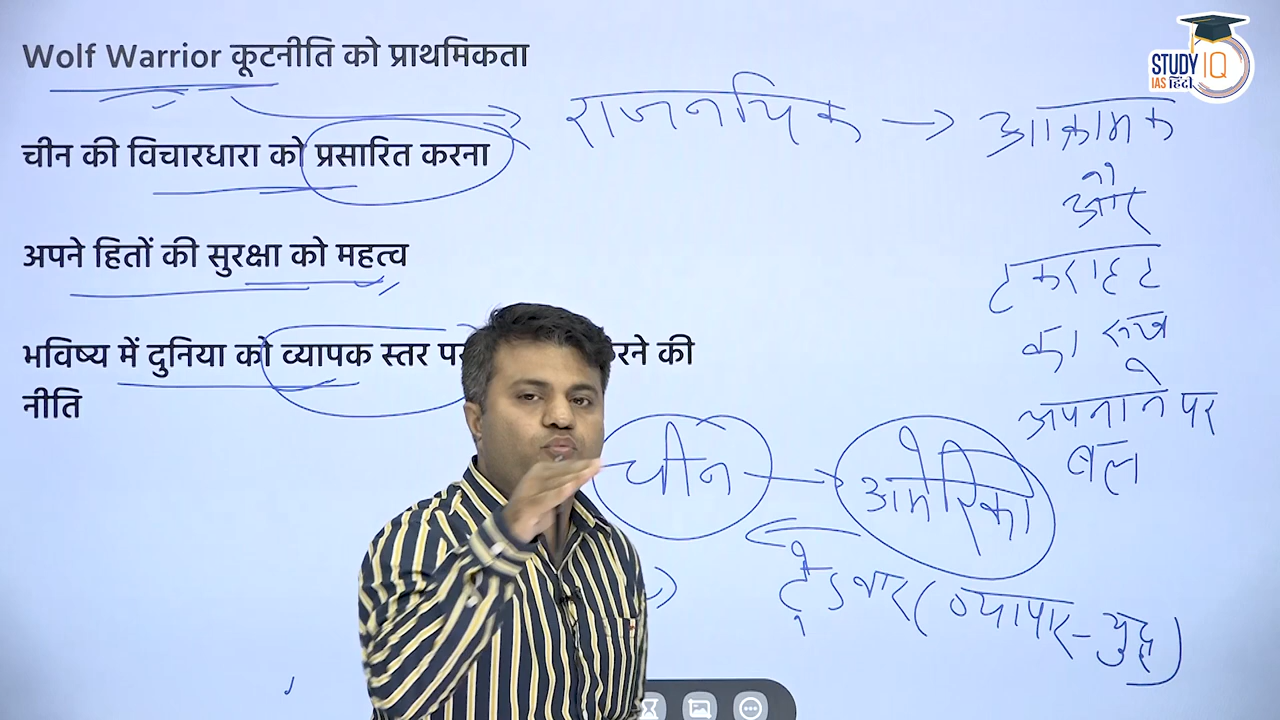 Wolf Warrior कूटनीति को प्राथमिकता
चीन की विचारधारा को प्रसारित करना
अपने हितों की सुरक्षा को महत्व
भविष्य में दुनिया को व्यापक स्तर की
नीति
राजनयिक → आक्रामक
और
टकराहट
का रुख
अपनाने पर
बल
चीन → अमेरिका
ट्रेडवार (व्यापार-युद्ध)
STUDY IQ
IAS हिंदी